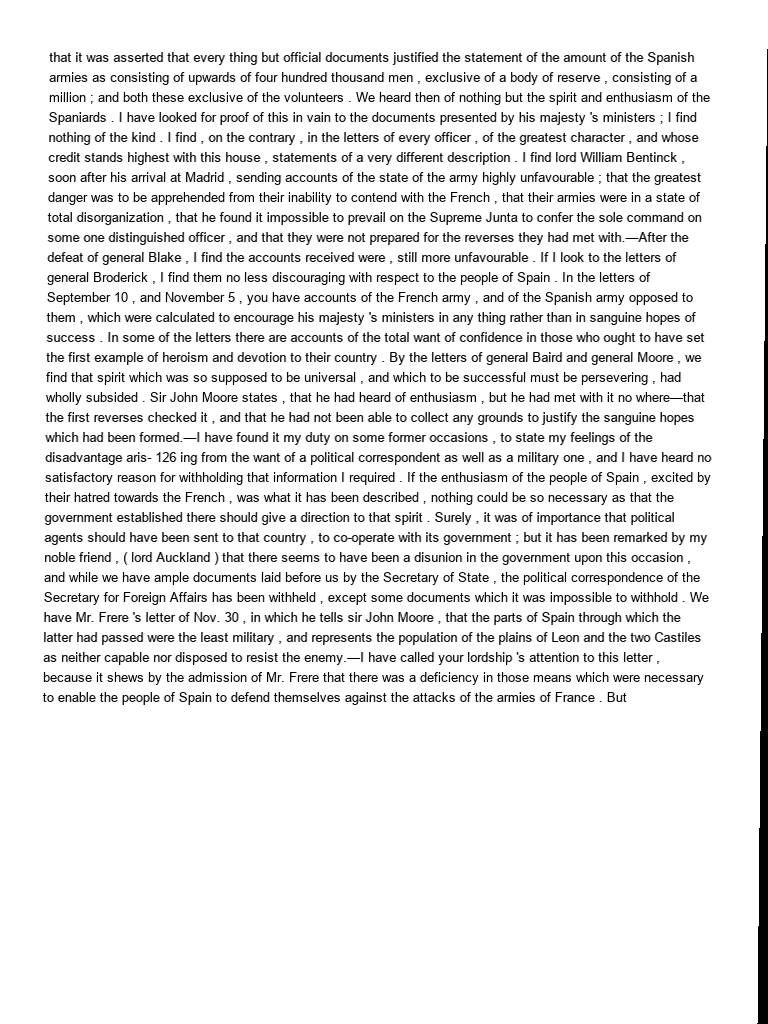 that it was asserted that every thing but official documents justified the statement of the amount of the Spanish
armies as consisting of upwards of four hundred thousand men , exclusive of a body of reserve , consisting of a
million ; and both these exclusive of the volunteers . We heard then of nothing but the spirit and enthusiasm of the
Spaniards . I have looked for proof of this in vain to the documents presented by his majesty 's ministers ; I find
nothing of the kind . I find , on the contrary , in the letters of every officer , of the greatest character , and whose
credit stands highest with this house , statements of a very different description . I find lord William Bentinck ,
soon after his arrival at Madrid , sending accounts of the state of the army highly unfavourable ; that the greatest
danger was to be apprehended from their inability to contend with the French , that their armies were in a state of
total disorganization , that he found it impossible to prevail on the Supreme Junta to confer the sole command on
some one distinguished officer , and that they were not prepared for the reverses they had met with.—After the
defeat of general Blake , I find the accounts received were , still more unfavourable . If I look to the letters of
general Broderick , I find them no less discouraging with respect to the people of Spain . In the letters of
September 10 , and November 5 , you have accounts of the French army , and of the Spanish army opposed to
them , which were calculated to encourage his majesty 's ministers in any thing rather than in sanguine hopes of
success . In some of the letters there are accounts of the total want of confidence in those who ought to have set
the first example of heroism and devotion to their country . By the letters of general Baird and general Moore , we
find that spirit which was so supposed to be universal , and which to be successful must be persevering , had
wholly subsided . Sir John Moore states , that he had heard of enthusiasm , but he had met with it no where—that
the first reverses checked it , and that he had not been able to collect any grounds to justify the sanguine hopes
which had been formed.—I have found it my duty on some former occasions , to state my feelings of the
disadvantage aris- 126 ing from the want of a political correspondent as well as a military one , and I have heard no
satisfactory reason for withholding that information I required . If the enthusiasm of the people of Spain , excited by
their hatred towards the French , was what it has been described , nothing could be so necessary as that the
government established there should give a direction to that spirit . Surely , it was of importance that political
agents should have been sent to that country , to co-operate with its government ; but it has been remarked by my
noble friend , ( lord Auckland ) that there seems to have been a disunion in the government upon this occasion ,
and while we have ample documents laid before us by the Secretary of State , the political correspondence of the
Secretary for Foreign Affairs has been withheld , except some documents which it was impossible to withhold . We
have Mr. Frere 's letter of Nov. 30 , in which he tells sir John Moore , that the parts of Spain through which the
latter had passed were the least military , and represents the population of the plains of Leon and the two Castiles
as neither capable nor disposed to resist the enemy.—I have called your lordship 's attention to this letter ,
because it shews by the admission of Mr. Frere that there was a deficiency in those means which were necessary
to enable the people of Spain to defend themselves against the attacks of the armies of France . But